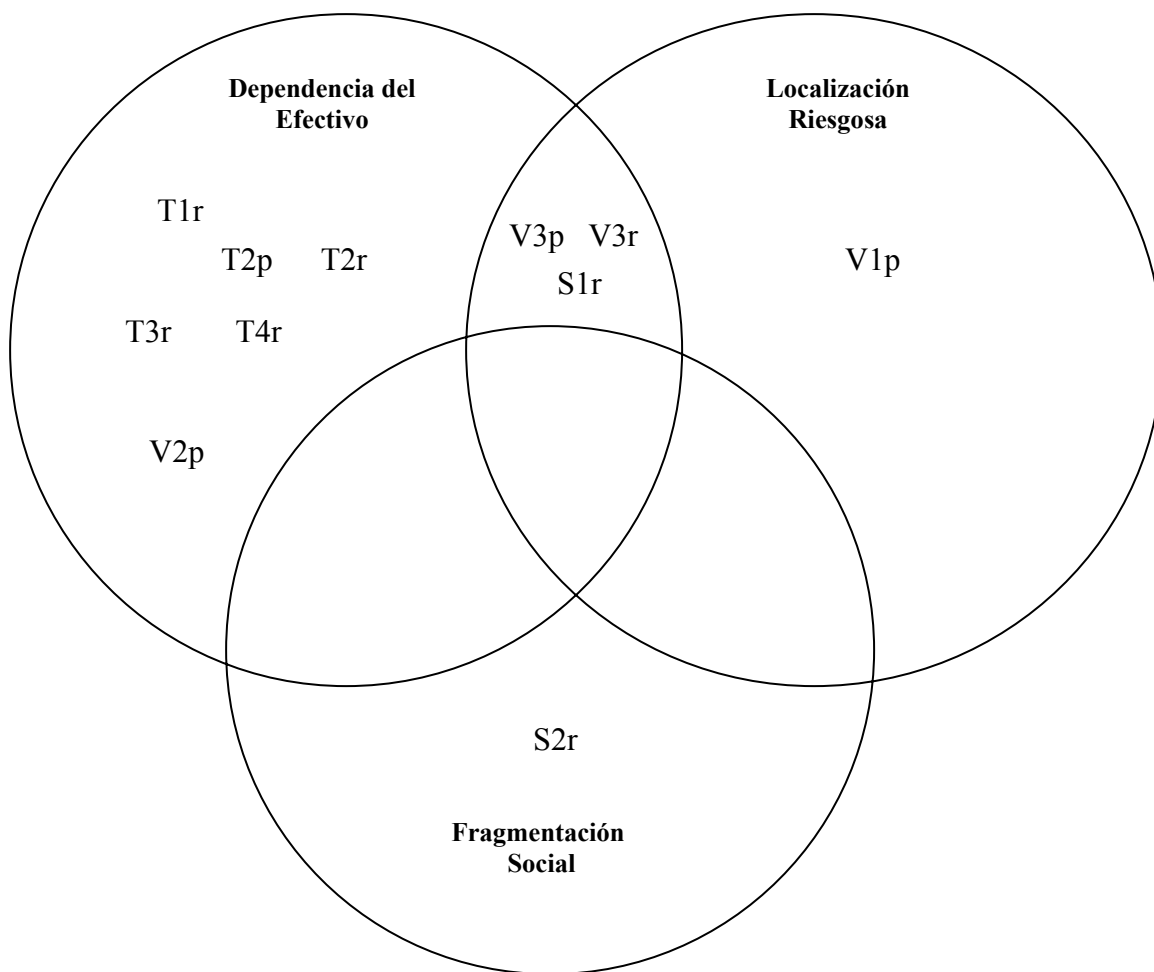 Dependencia del
Efectivo
Localización
Riesgosa
T1r
T2p T2r
T3r T4r
V2p
V3p V3r
S1r
V1p
S2r
Fragmentación
Social